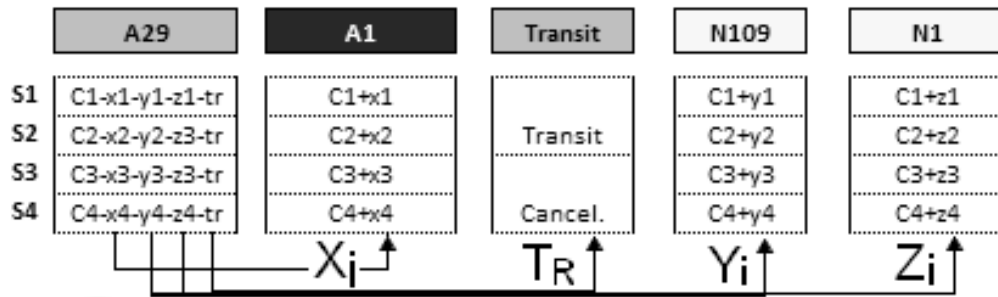 A29 A1 Transit N109 N1
S1 C1-x1-y1-z1-tr C1+x1 C1+y1 C1+z1
S2 C2-x2-y2-z3-tr C2+x2 Transit C2+y2 C2+z2
S3 C3-x3-y3-z3-tr C3+x3 C3+y3 C3+z3
S4 C4-x4-y4-z4-tr C4+x4 Cancel. C4+y4 C4+z4
Xi TR Yi Zi